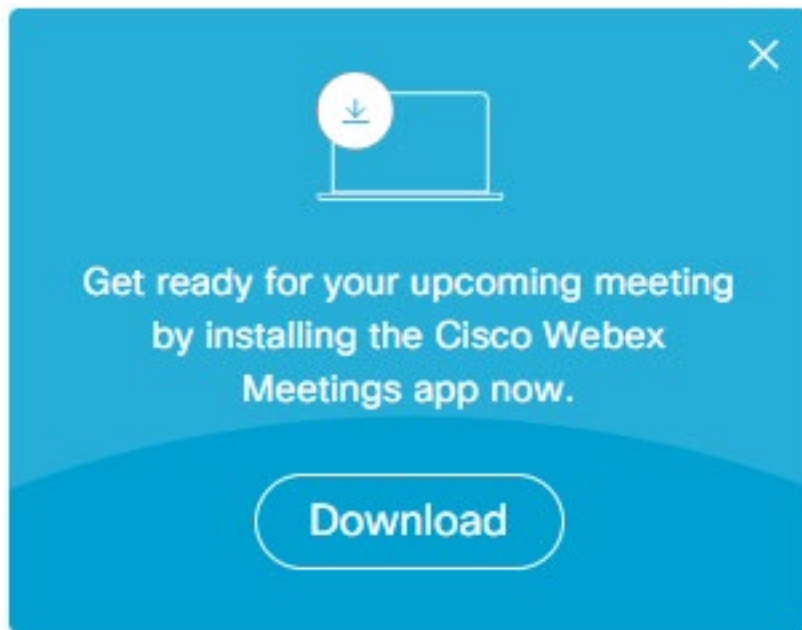 Get ready for your upcoming meeting
by installing the Cisco Webex
Meetings app now.
Download